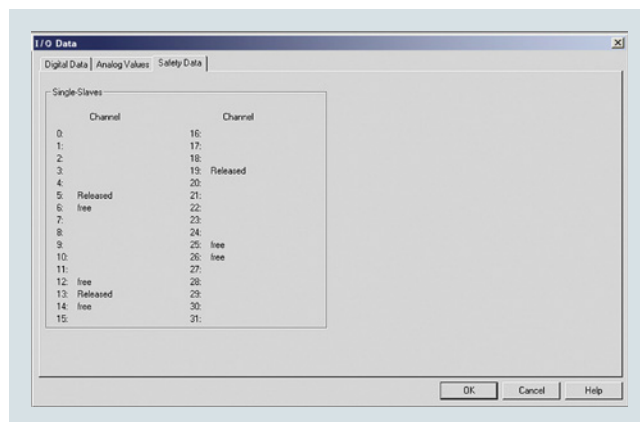 I/O Data
Digital Data Analog Values Safety Data
Single-Slaves
Channel Channel
0: 16:
1: 17:
2: 18:
3: 19: Released
4: 20:
5: Released 21:
6: free 22:
7: 23:
8: 24:
9: 25: free
10: 26: free
11: 27:
12: free 28:
13: Released 29:
14: free 30:
15: 31:
OK Cancel Help